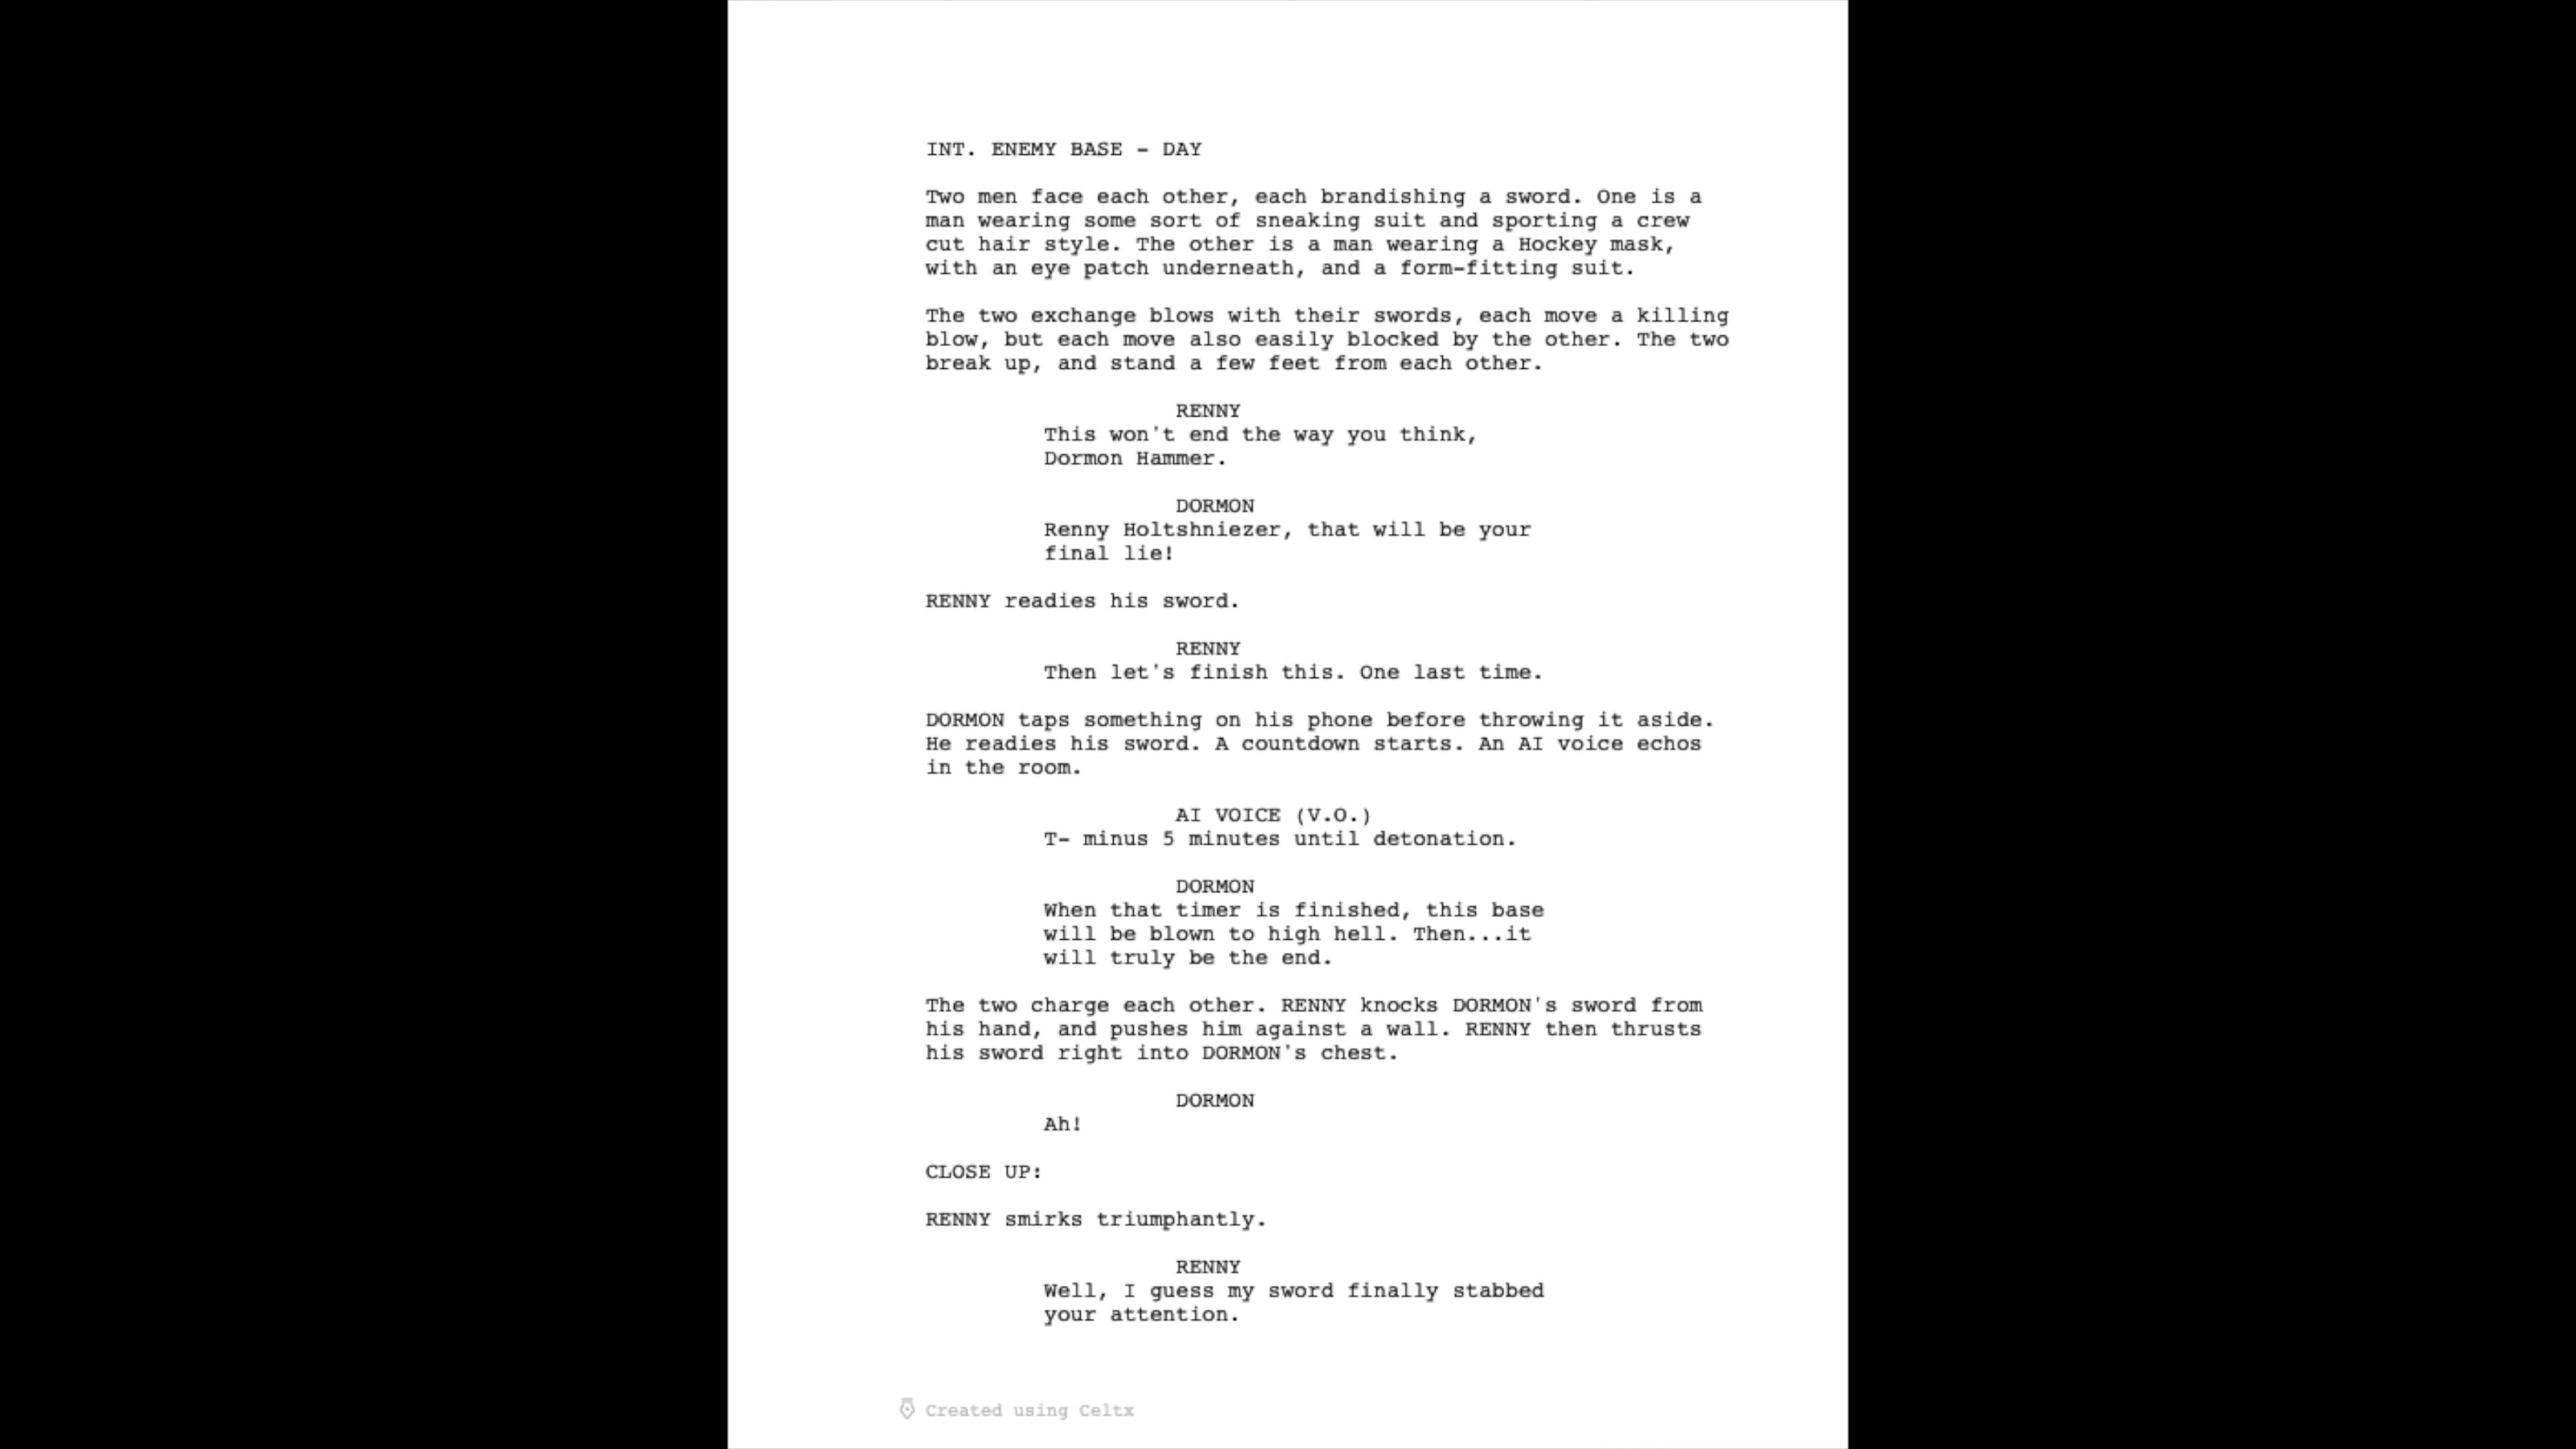 INT. ENEMY BASE - DAY
Two men face each other, each brandishing a sword. One is a
man wearing some sort of sneaking suit and sporting a crew
cut hair style. The other is a man wearing a Hockey mask,
with an eye patch underneath, and a form-fitting suit.
The two exchange blows with their swords, each move a killing
blow, but each move also easily blocked by the other. The two
break up, and stand a few feet from each other.
RENNY
This won't end the way you think,
Dormon Hammer.
DORMON
Renny Holtshniezer, that will be your
final lie!
RENNY readies his sword.
RENNY
Then let's finish this. One last time.
DORMON taps something on his phone before throwing it aside.
He readies his sword. A countdown starts. An AI voice echos
in the room.
AI VOICE (V.O.)
T- minus 5 minutes until detonation.
DORMON
When that timer is finished, this base
will be blown to high hell. Then...it
will truly be the end.
The two charge each other. RENNY knocks DORMON's sword from
his hand, and pushes him against a wall. RENNY then thrusts
his sword right into DORMON's chest.
DORMON
Ah!
CLOSE UP:
RENNY smirks triumphantly.
RENNY
Well, I guess my sword finally stabbed
your attention.
Created using Celtx